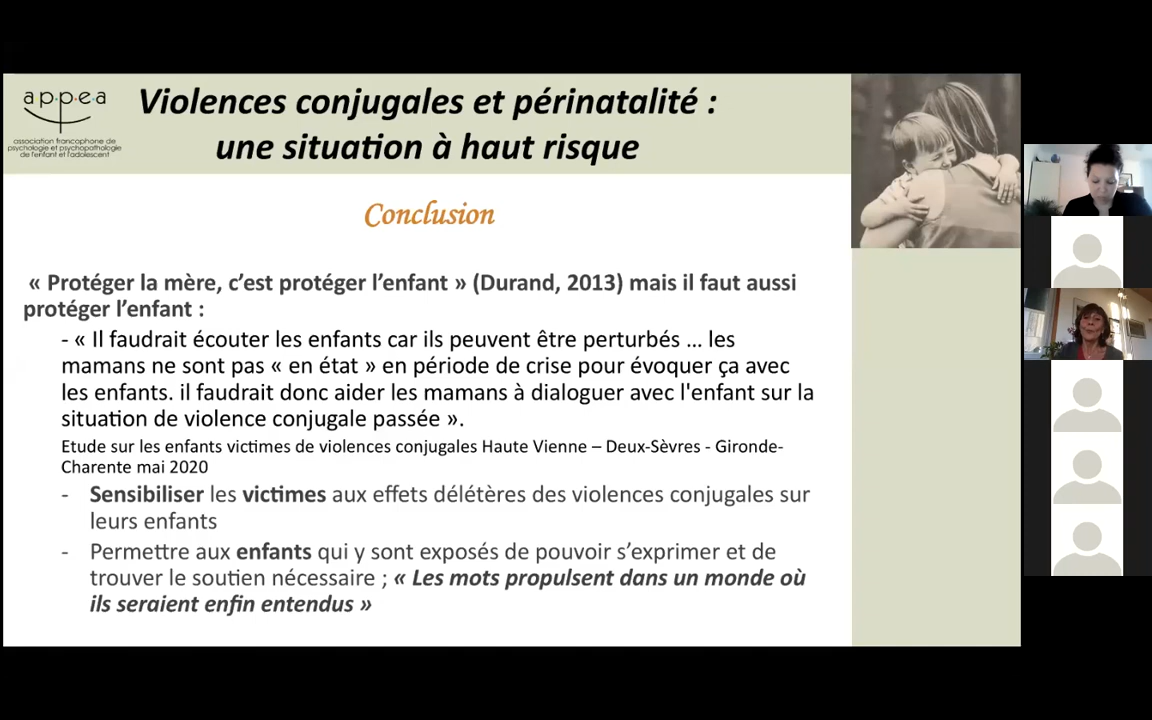 a·p·p·e·a
association francophone de
psychologie et psychopathologie
de l'enfant et l'adolescent
Violences conjugales et périnatalité :
une situation à haut risque
Conclusion
« Protéger la mère, c'est protéger l'enfant » (Durand, 2013) mais il faut aussi
protéger l'enfant :
- « Il faudrait écouter les enfants car ils peuvent être perturbés ... les
mamans ne sont pas « en état » en période de crise pour évoquer ça avec
les enfants. il faudrait donc aider les mamans à dialoguer avec l'enfant sur la
situation de violence conjugale passée ».
Etude sur les enfants victimes de violences conjugales Haute Vienne – Deux-Sèvres - Gironde-
Charente mai 2020
- Sensibiliser les victimes aux effets délétères des violences conjugales sur
leurs enfants
- Permettre aux enfants qui y sont exposés de pouvoir s'exprimer et de
trouver le soutien nécessaire ; « Les mots propulsent dans un monde où
ils seraient enfin entendus »